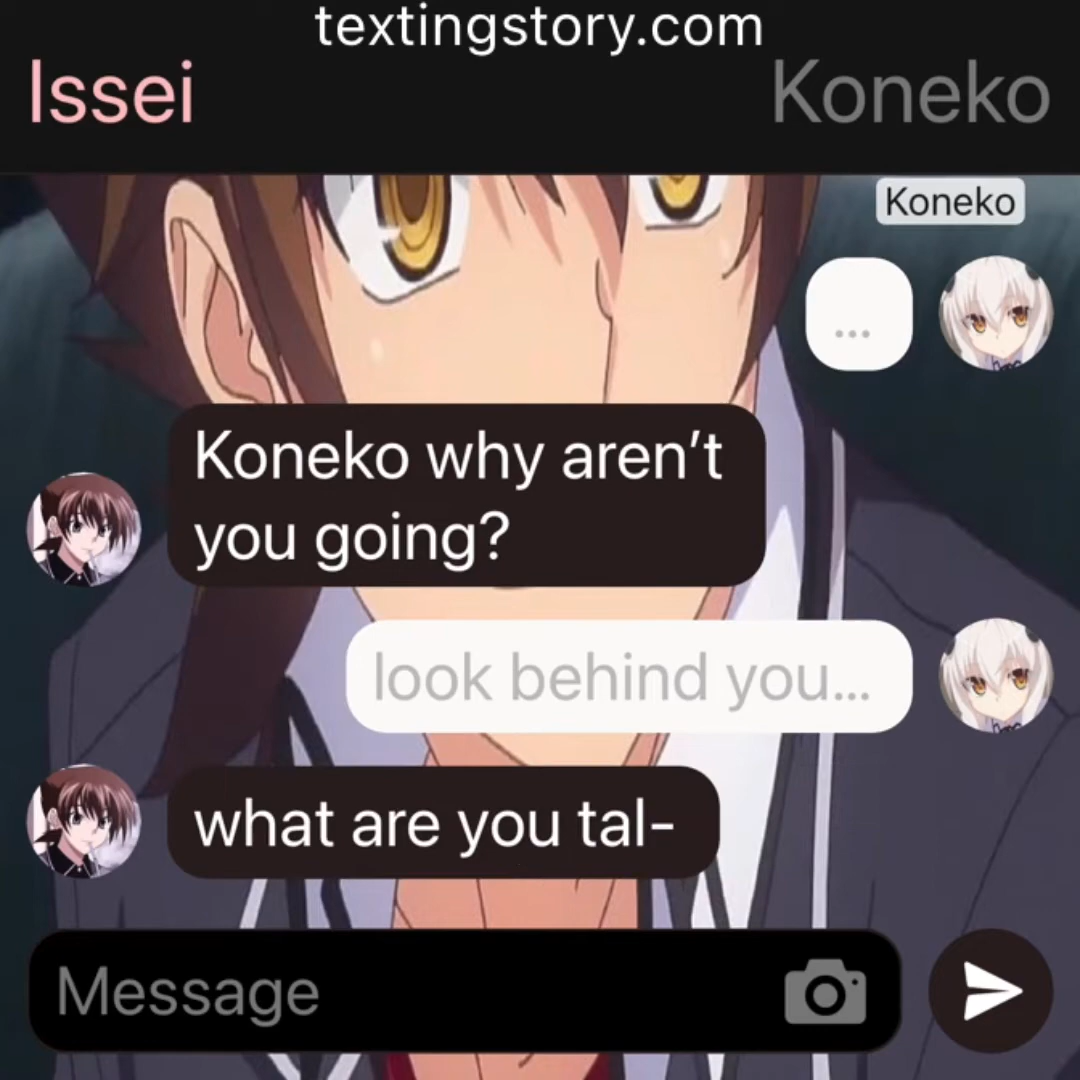 textingstory.com
Issei
Koneko
Koneko
...
Koneko why aren’t
you going?
look behind you...
what are you tal-
Message